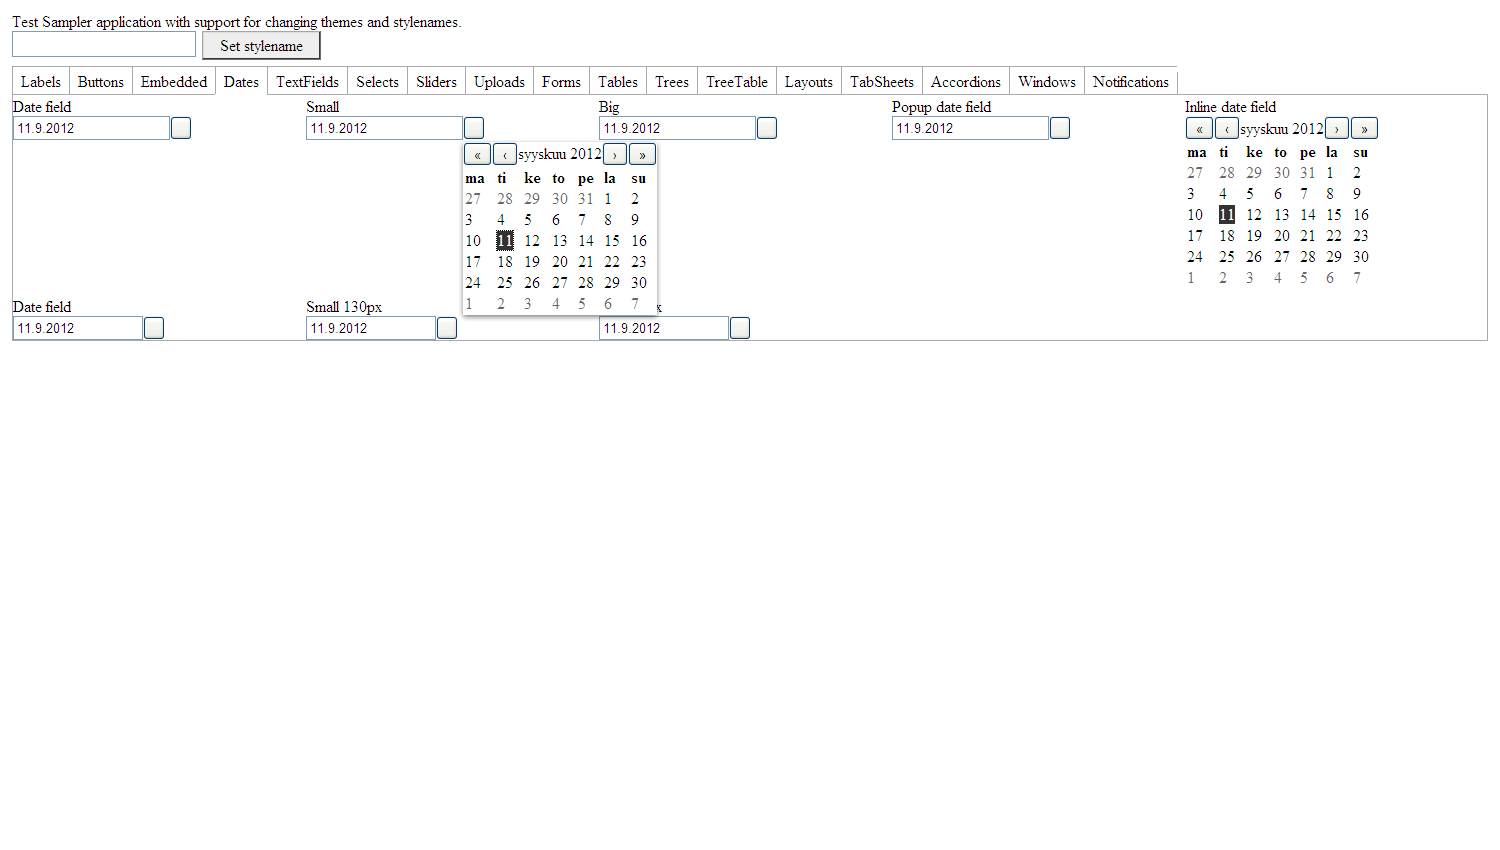 Test Sampler application with support for changing themes and stylenames.
Set stylename
Labels Buttons Embedded Dates TextFields Selects Sliders Uploads Forms Tables Trees TreeTable Layouts TabSheets Accordions Windows Notifications
Date field Small Big Popup date field Inline date field
11.9.2012 11.9.2012 11.9.2012 11.9.2012
« ‹ syyskuu 2012 › »
ma ti ke to pe la su
27 28 29 30 31 1 2
3 4 5 6 7 8 9
10 11 12 13 14 15 16
17 18 19 20 21 22 23
24 25 26 27 28 29 30
1 2 3 4 5 6 7
« ‹ syyskuu 2012 › »
ma ti ke to pe la su
27 28 29 30 31 1 2
3 4 5 6 7 8 9
10 11 12 13 14 15 16
17 18 19 20 21 22 23
24 25 26 27 28 29 30
1 2 3 4 5 6 7
Date field Small 130px x
11.9.2012 11.9.2012 11.9.2012